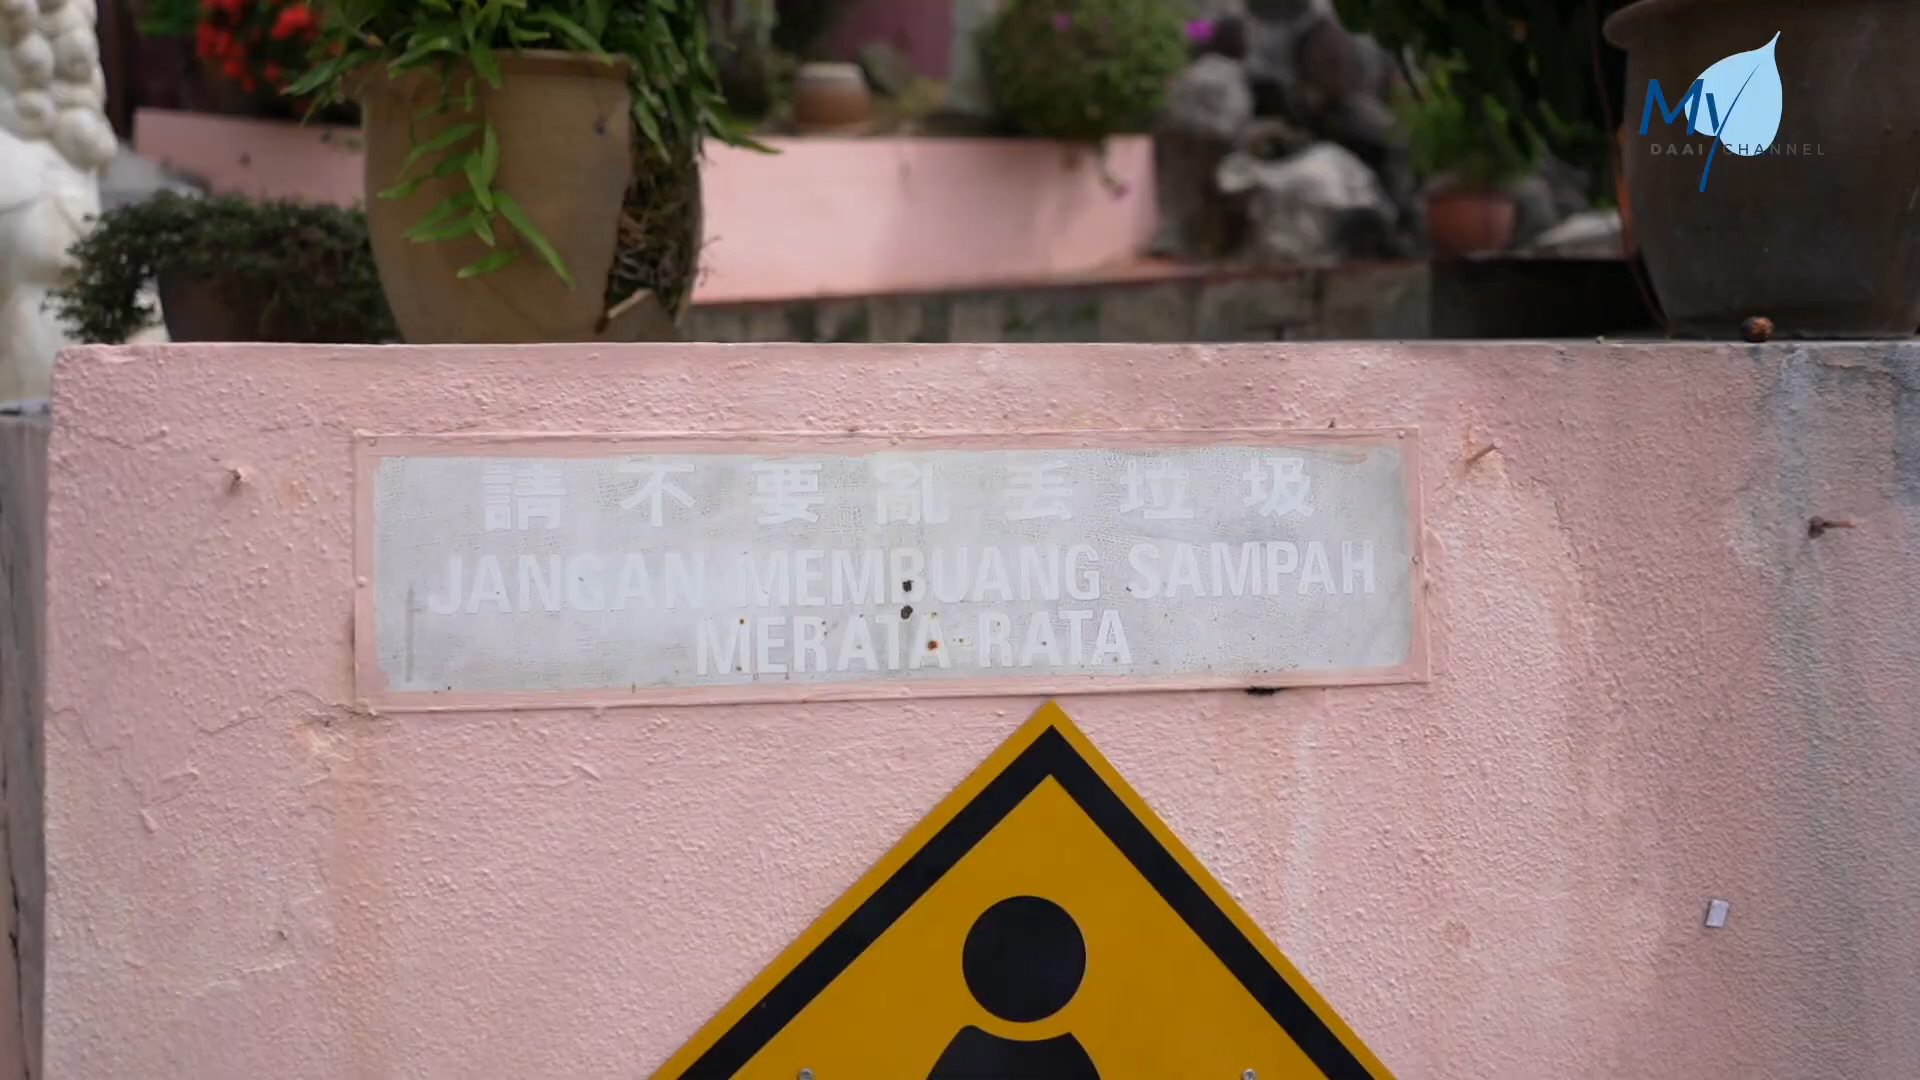 My
DAAI CHANNEL
請不要亂丟垃圾
JANGAN MEMBUANG SAMPAH
MERATA-RATA